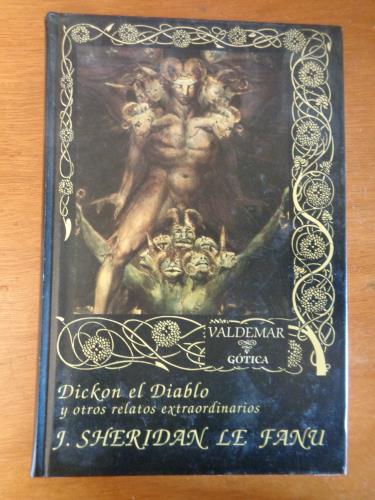 VALDEMAR
GÓTICA
Dickon el Diablo
y otros relatos extraordinarios
J. SHERIDAN LE FANU